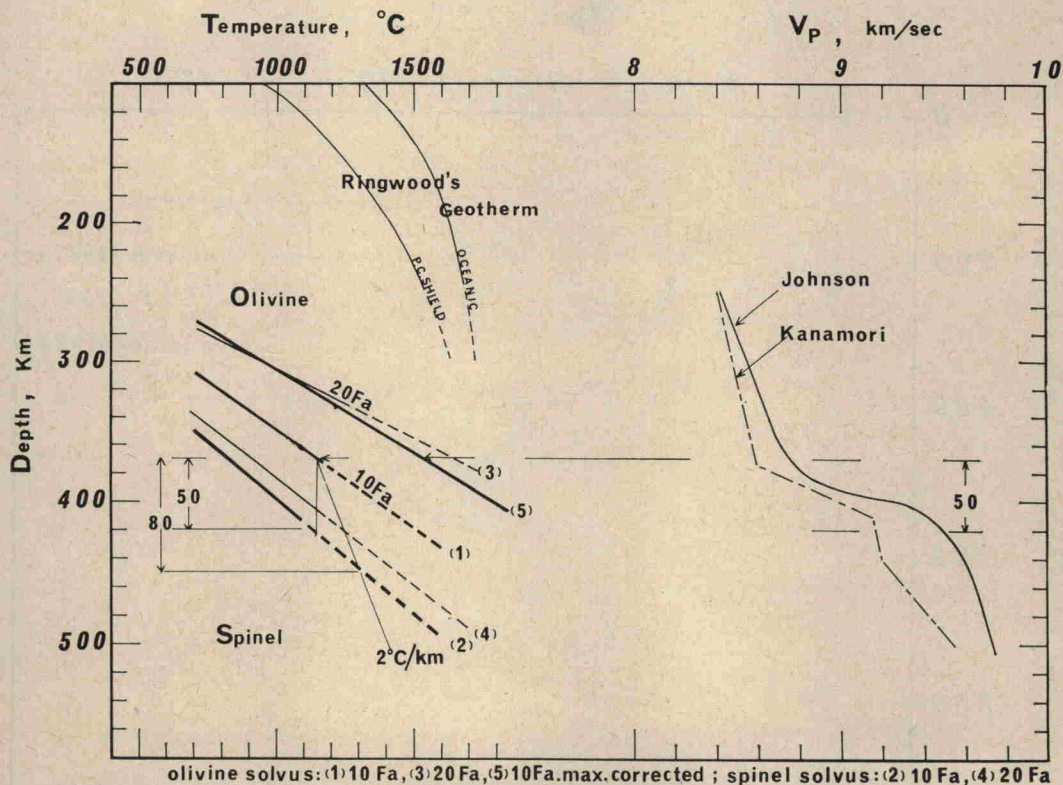 Temperature, °C
VP, km/sec
500 1000 1500 8 9 10
Ringwood's
Geotherm
200
P.C. SHIELD
OCEANIC
Olivine
Johnson
300
Kanamori
Depth, Km
20Fa
(3)
50
400
10Fa
50
80
(5)
(1)
Spinel
(4)
(2)
500
2°C/km
olivine solvus:(1)10 Fa,(3)20 Fa,(5)10Fa.max.corrected ; spinel solvus:(2)10 Fa,(4)20 Fa